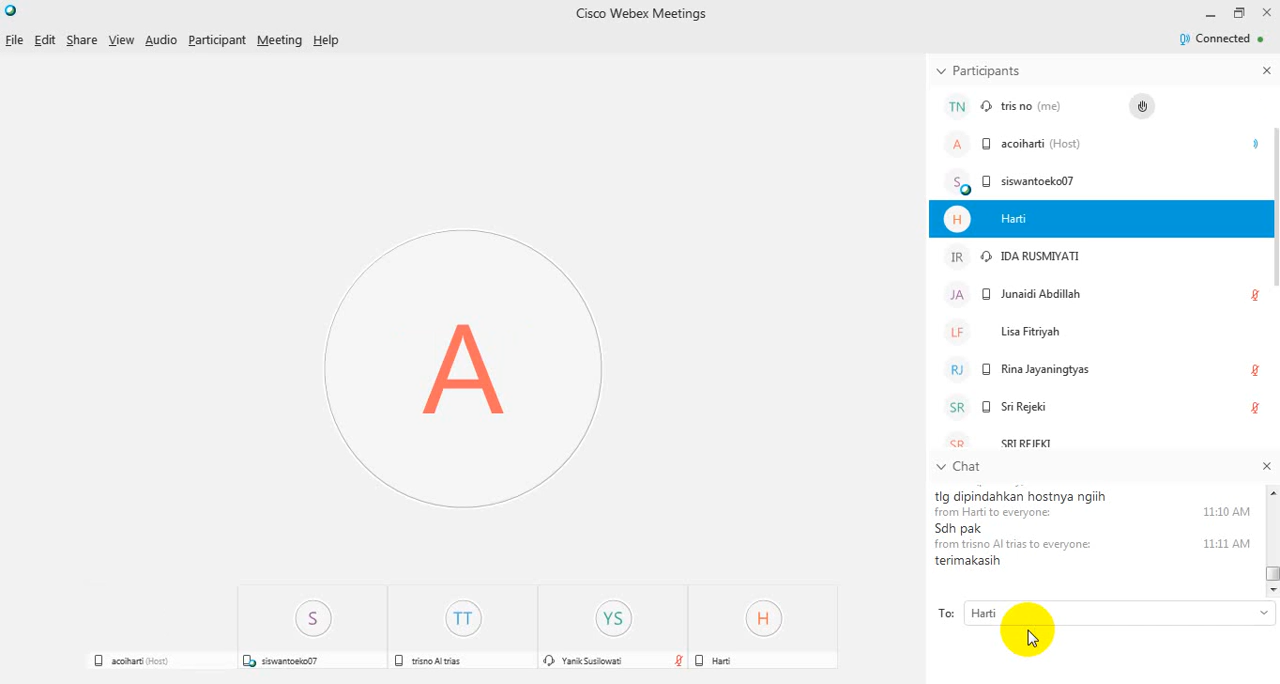 Cisco Webex Meetings
File Edit Share View Audio Participant Meeting Help
Connected
Participants
TN tris no (me)
A acoiharti (Host)
S siswantoeko07
H Harti
IR IDA RUSMIYATI
JA Junaidi Abdillah
LF Lisa Fitriyah
RJ Rina Jayaningtyas
SR Sri Rejeki
SR SRI REJEKI
A
Chat
tlg dipindahkan hostnya ngiih
from Harti to everyone: 11:10 AM
Sdh pak
from trisno Al trias to everyone: 11:11 AM
terimakasih
To: Harti
S TT YS H
acoiharti (Host) siswantoeko07 trisno Al trias Yanik Susilowati Harti